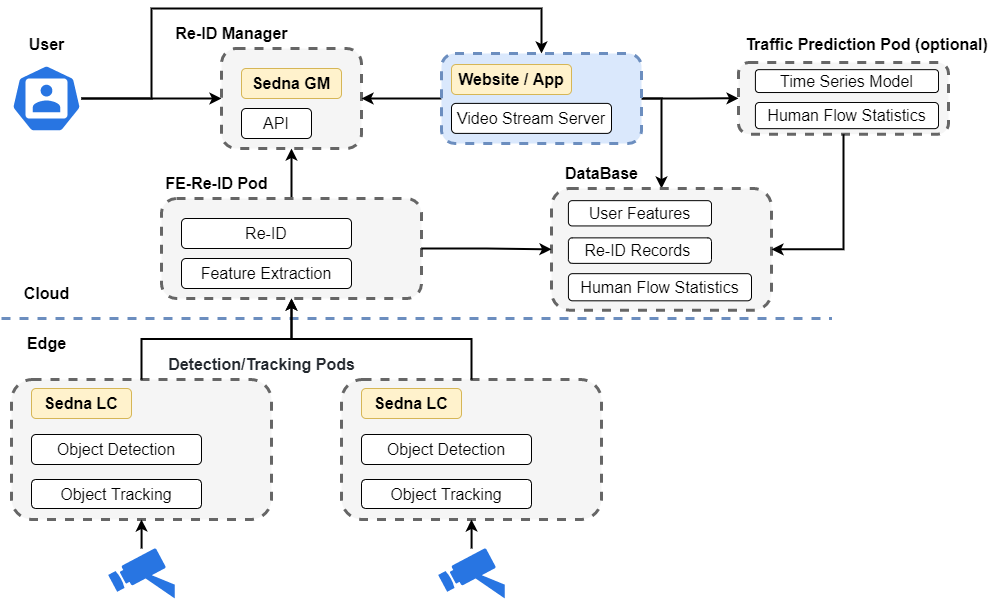 User
Re-ID Manager
Sedna GM
API
Website / App
Video Stream Server
Traffic Prediction Pod (optional)
Time Series Model
Human Flow Statistics
FE-Re-ID Pod
Re-ID
Feature Extraction
DataBase
User Features
Re-ID Records
Human Flow Statistics
Cloud
Edge
Detection/Tracking Pods
Sedna LC
Object Detection
Object Tracking
Sedna LC
Object Detection
Object Tracking